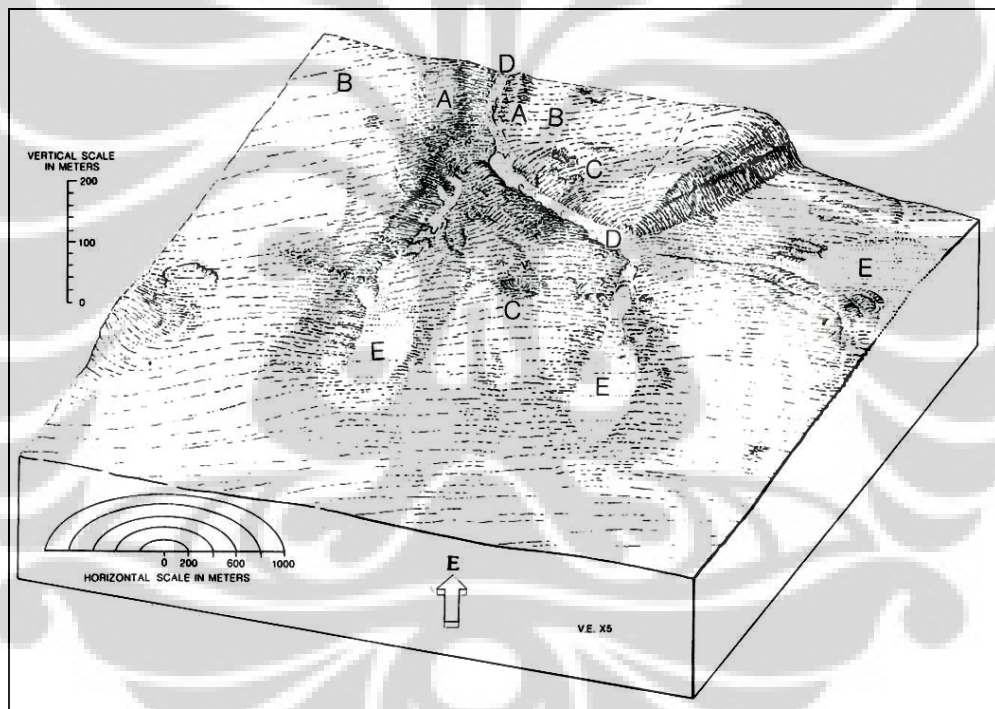 D
B
A
A
B
VERTICAL SCALE
IN METERS
200
100
0
C
D
E
C
E
E
0 200 600 1000
HORIZONTAL SCALE IN METERS
E
V.E. X5